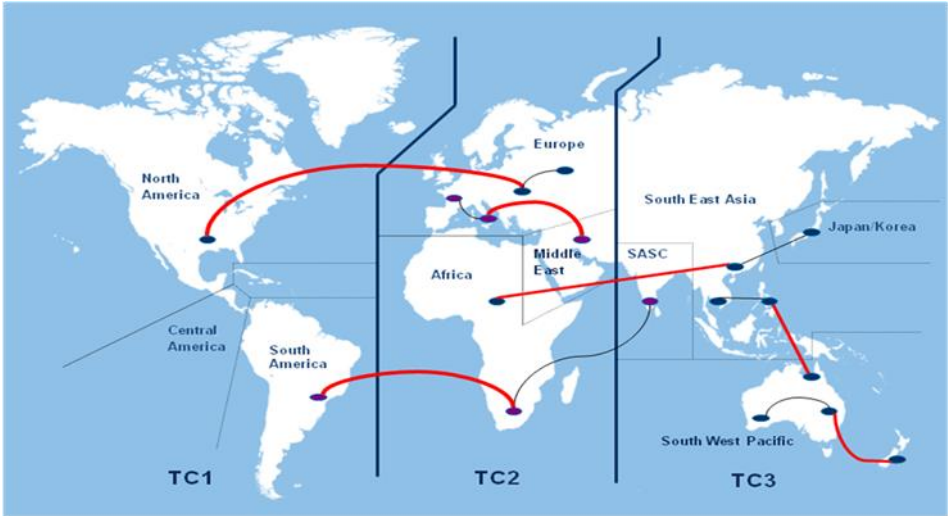 Europe
North
America
South East Asia
Japan/Korea
Middle
East
SASC
Africa
Central
America
South
America
South West Pacific
TC1
TC2
TC3